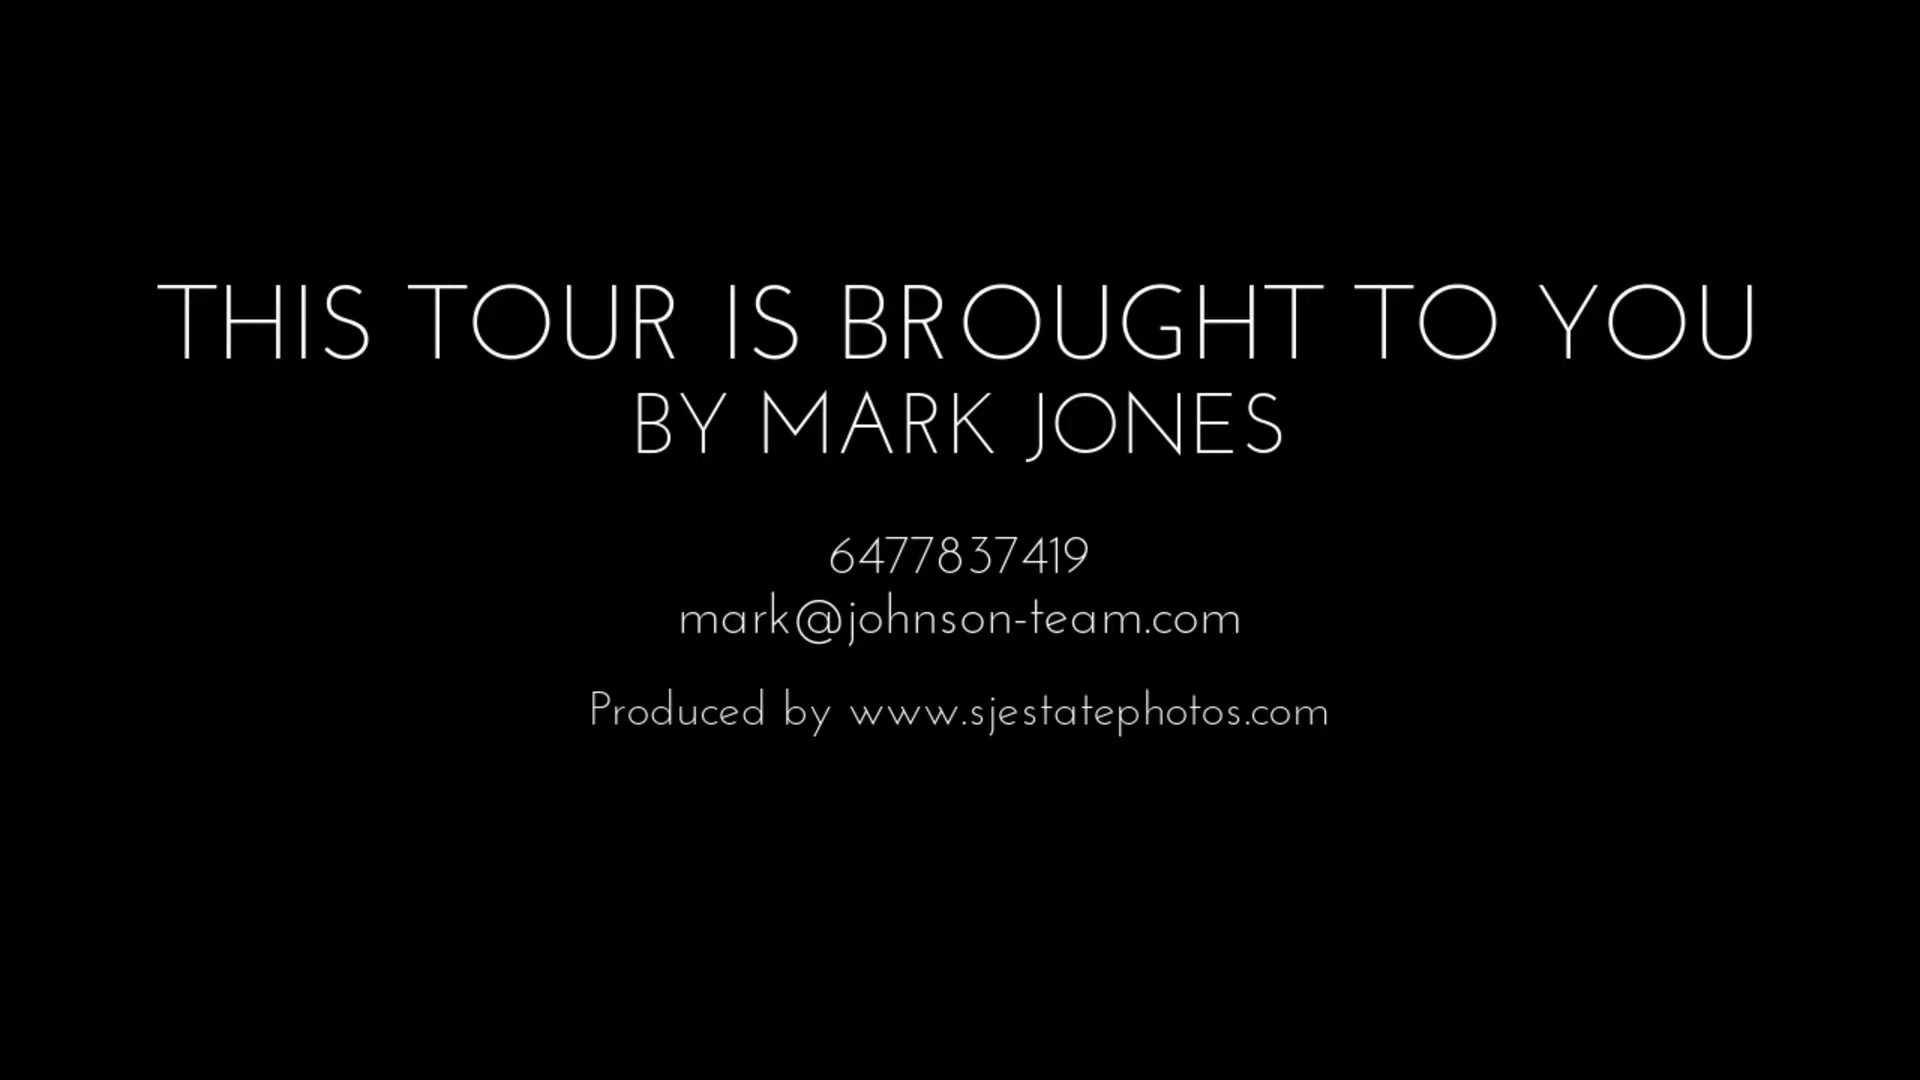 THIS TOUR IS BROUGHT TO YOU
BY MARK JONES
6477837419
mark@johnson-team.com
Produced by www.sjestatephotos.com